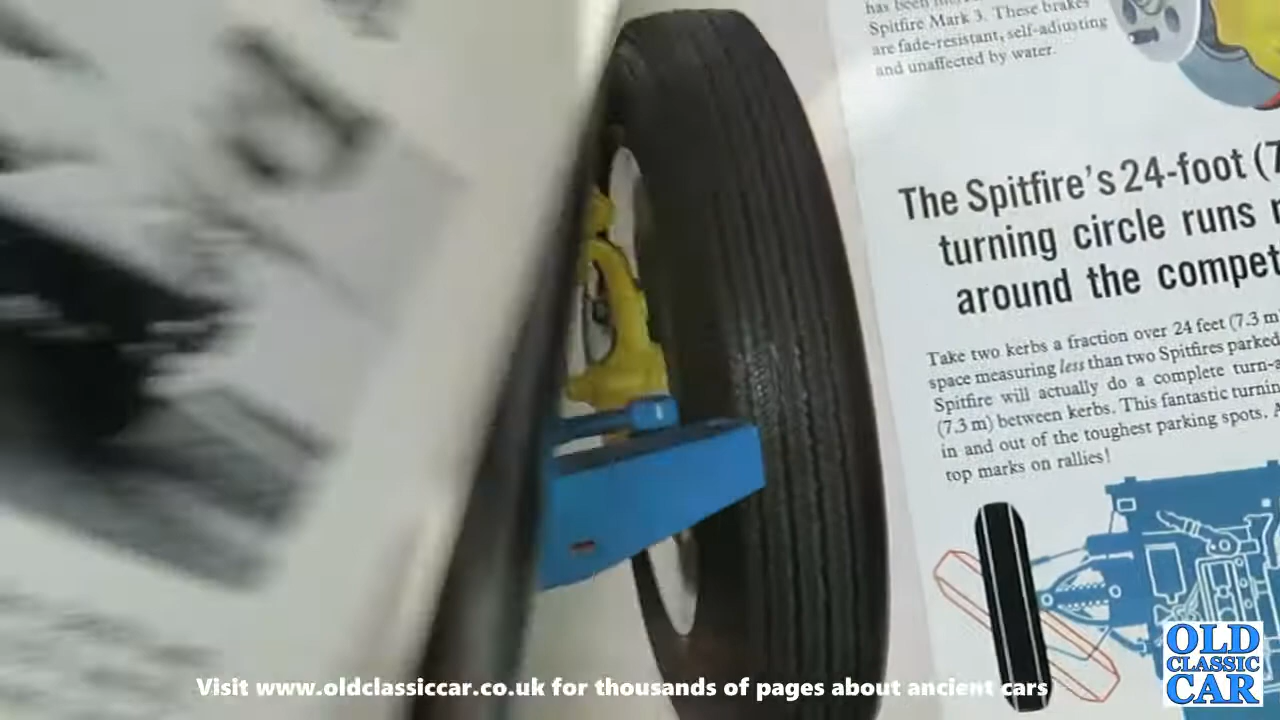 Spitfire Mark 3. These brakes
are fade-resistant, self-adjusting
and unaffected by water.
The Spitfire's 24-foot (7
turning circle runs
around the compet
Take two kerbs a fraction over 24 feet (7.3 m
space measuring less than two Spitfires parked
Spitfire will actually do a complete turn-a
(7.3 m) between kerbs. This fantastic turnin
in and out of the toughest parking spots. A
top marks on rallies!
OLD
CLASSIC
CAR
Visit www.oldclassiccar.co.uk for thousands of pages about ancient cars